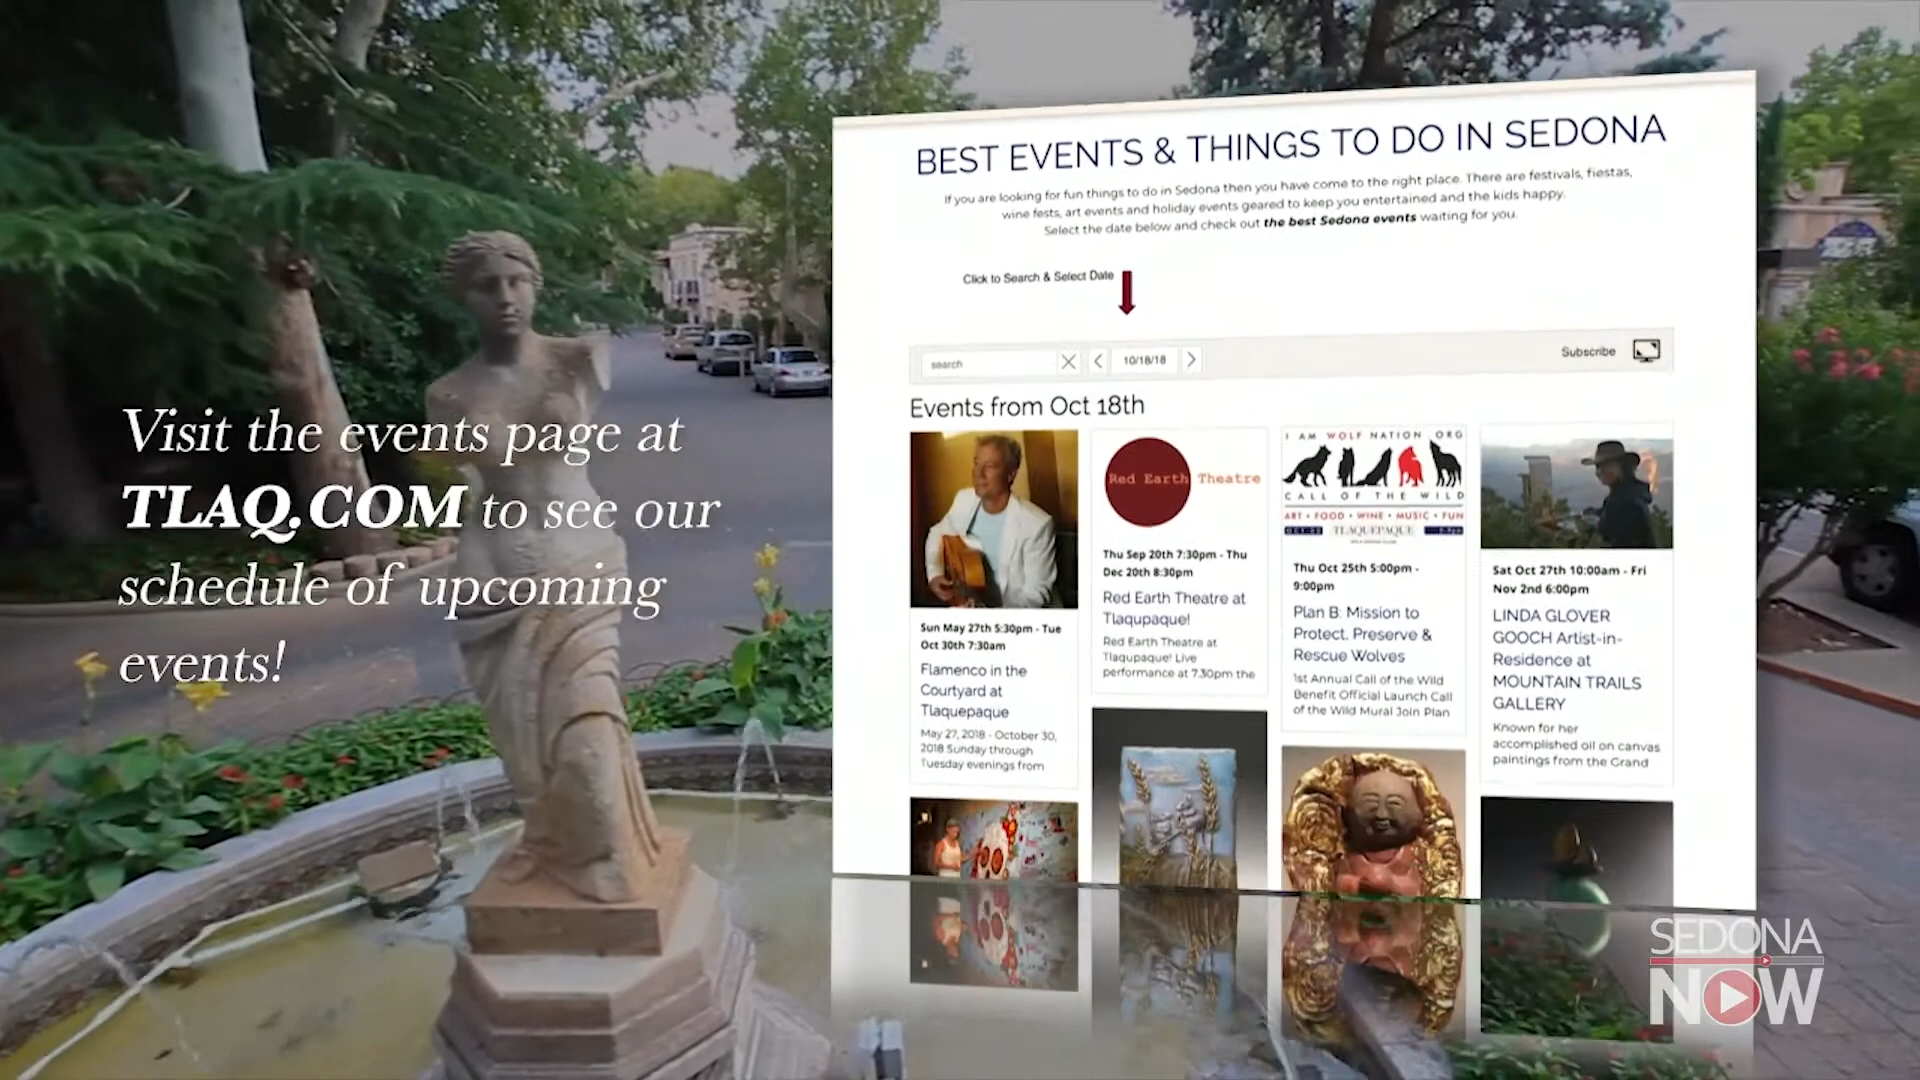 Visit the events page at
TLAQ.COM to see our
schedule of upcoming
events!
BEST EVENTS & THINGS TO DO IN SEDONA
If you are looking for fun things to do in Sedona then you have come to the right place. There are festivals, fiestas,
wine fests, art events and holiday events geared to keep you entertained and the kids happy.
Select the date below and check out the best Sedona events waiting for you.
Click to Search & Select Date
search
10/18/18
Subscribe
Events from Oct 18th
Sun May 27th 5:30pm - Tue
Oct 30th 7:30am
Flamenco in the
Courtyard at
Tlaquepaque
May 27, 2018 - October 30,
2018 Sunday through
Tuesday evenings from
Red Earth Theatre
Thu Sep 20th 7:30pm - Thu
Dec 20th 8:30pm
Red Earth Theatre at
Tlaqupaque!
Red Earth Theatre at
Tlaqupaque! Live
performance at 7.30pm the
I AM WOLF NATION ORG
CALL OF THE WILD
ART • FOOD • WINE • MUSIC • FUN
TLAQUEPAQUE
Thu Oct 25th 5:00pm -
9:00pm
Plan B: Mission to
Protect, Preserve &
Rescue Wolves
1st Annual Call of the Wild
Benefit Official Launch Call
of the Wild Mural Join Plan
Sat Oct 27th 10:00am - Fri
Nov 2nd 6:00pm
LINDA GLOVER
GOOCH Artist-in-
Residence at
MOUNTAIN TRAILS
GALLERY
Known for her
accomplished oil on canvas
paintings from the Grand
SEDONA
NOW